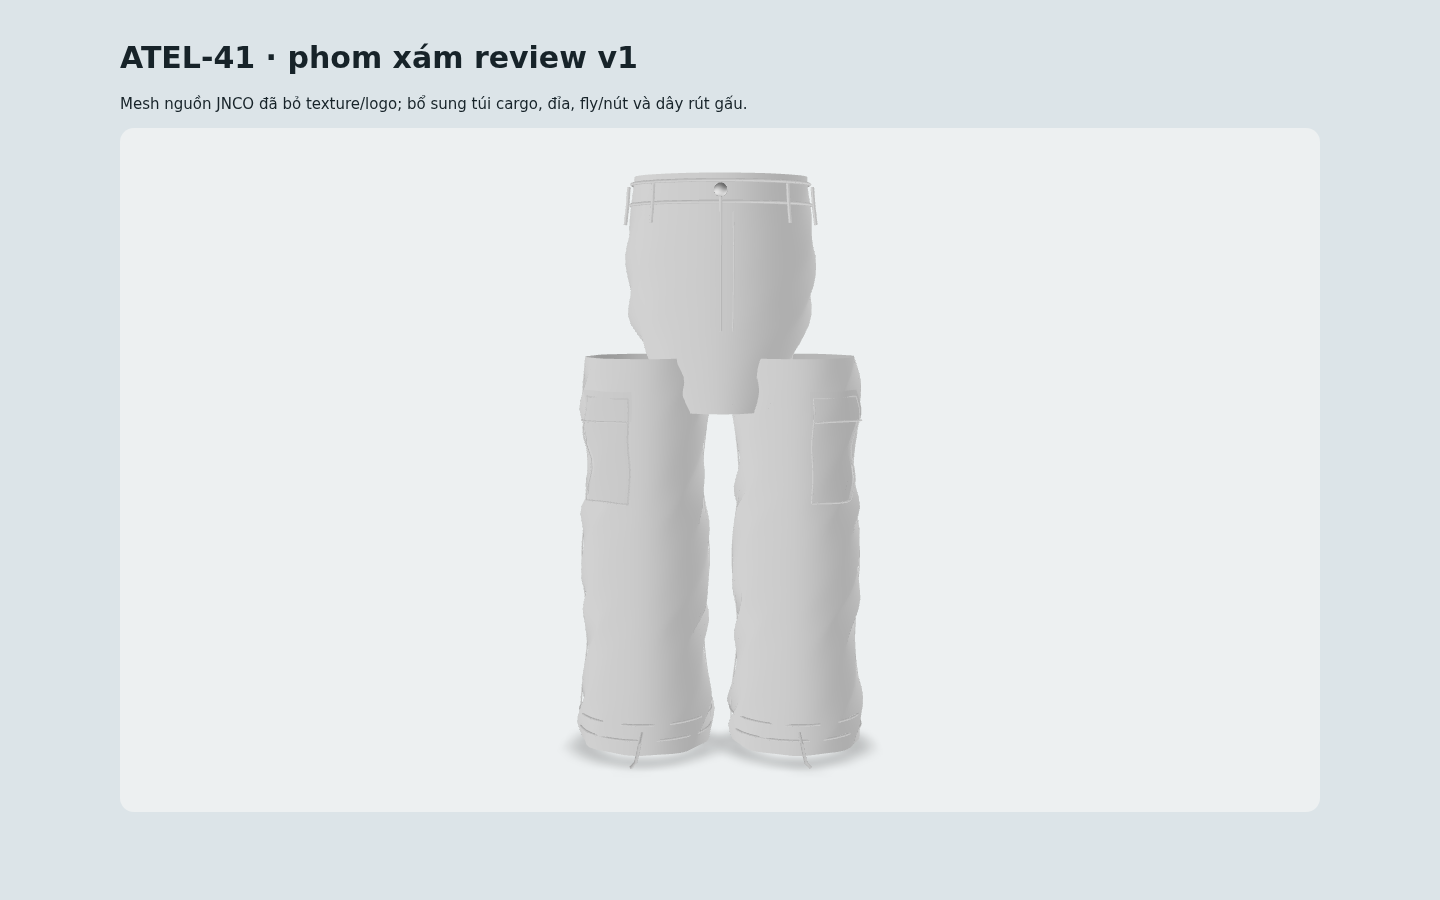 ATEL-41 · phom xám review v1
Mesh nguồn JNCO đã bỏ texture/logo; bổ sung túi cargo, đỉa, fly/nút và dây rút gấu.